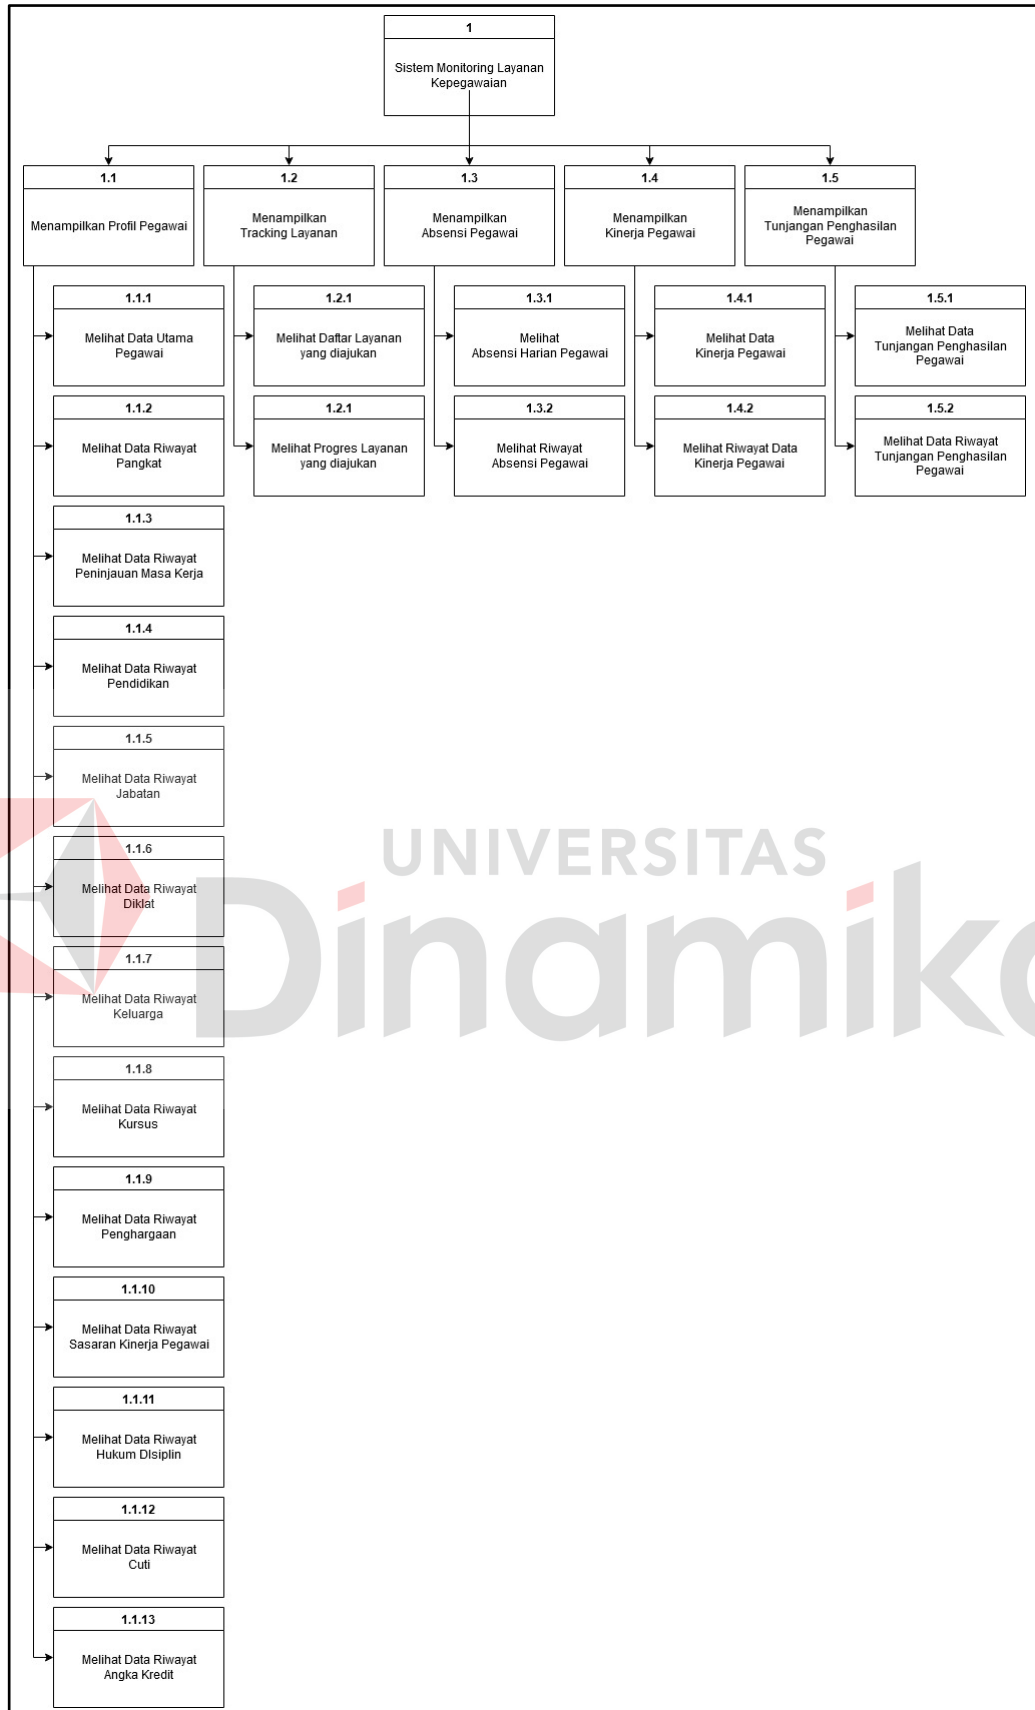 1
Sistem Monitoring Layanan
Kepegawaian
1.1
Menampilkan Profil Pegawai
1.2
Menampilkan
Tracking Layanan
1.3
Menampilkan
Absensi Pegawai
1.4
Menampilkan
Kinerja Pegawai
1.5
Menampilkan
Tunjangan Penghasilan
Pegawai
1.1.1
Melihat Data Utama
Pegawai
1.2.1
Melihat Daftar Layanan
yang diajukan
1.3.1
Melihat
Absensi Harian Pegawai
1.4.1
Melihat Data
Kinerja Pegawai
1.5.1
Melihat Data
Tunjangan Penghasilan
Pegawai
1.1.2
Melihat Data Riwayat
Pangkat
1.2.1
Melihat Progres Layanan
yang diajukan
1.3.2
Melihat Riwayat
Absensi Pegawai
1.4.2
Melihat Riwayat Data
Kinerja Pegawai
1.5.2
Melihat Data Riwayat
Tunjangan Penghasilan
Pegawai
1.1.3
Melihat Data Riwayat
Peninjauan Masa Kerja
1.1.4
Melihat Data Riwayat
Pendidikan
1.1.5
Melihat Data Riwayat
Jabatan
1.1.6
Melihat Data Riwayat
Diklat
1.1.7
Melihat Data Riwayat
Keluarga
1.1.8
Melihat Data Riwayat
Kursus
1.1.9
Melihat Data Riwayat
Penghargaan
1.1.10
Melihat Data Riwayat
Sasaran Kinerja Pegawai
1.1.11
Melihat Data Riwayat
Hukum DIsiplin
1.1.12
Melihat Data Riwayat
Cuti
1.1.13
Melihat Data Riwayat
Angka Kredit
UNIVERSITAS
Dinamika